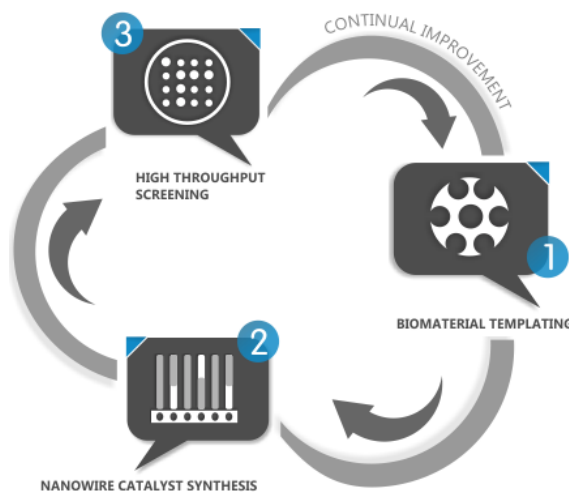 3
CONTINUAL IMPROVEMENT
HIGH THROUGHPUT
SCREENING
1
BIOMATERIAL TEMPLATING
2
NANOWIRE CATALYST SYNTHESIS